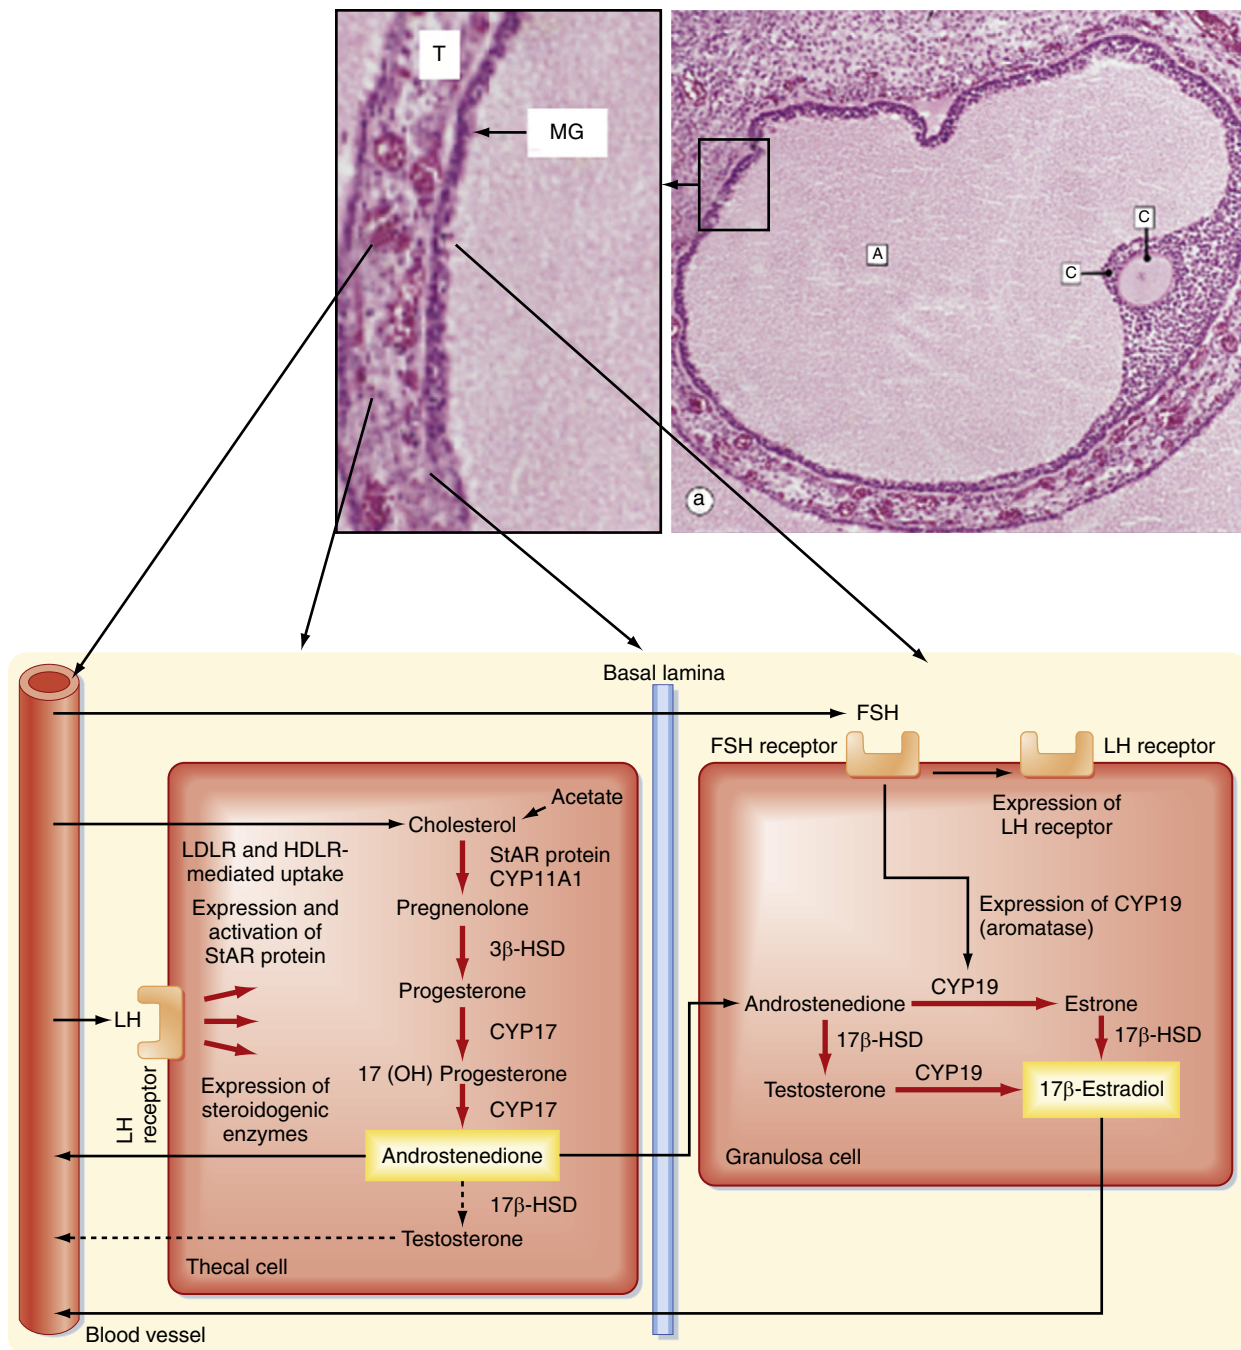 T
MG
A
C
C
a
Basal lamina
FSH
FSH receptor
LH receptor
Expression of
LH receptor
Acetate
Cholesterol
LDLR and HDLR-
mediated uptake
StAR protein
CYP11A1
Expression and
activation of
StAR protein
Pregnenolone
3β-HSD
Progesterone
LH
LH
receptor
CYP17
17 (OH) Progesterone
Expression of
steroidogenic
enzymes
CYP17
Androstenedione
17β-HSD
Testosterone
Thecal cell
Expression of CYP19
(aromatase)
Androstenedione
CYP19
Estrone
17β-HSD
17β-HSD
Testosterone
CYP19
17β-Estradiol
Granulosa cell
Blood vessel